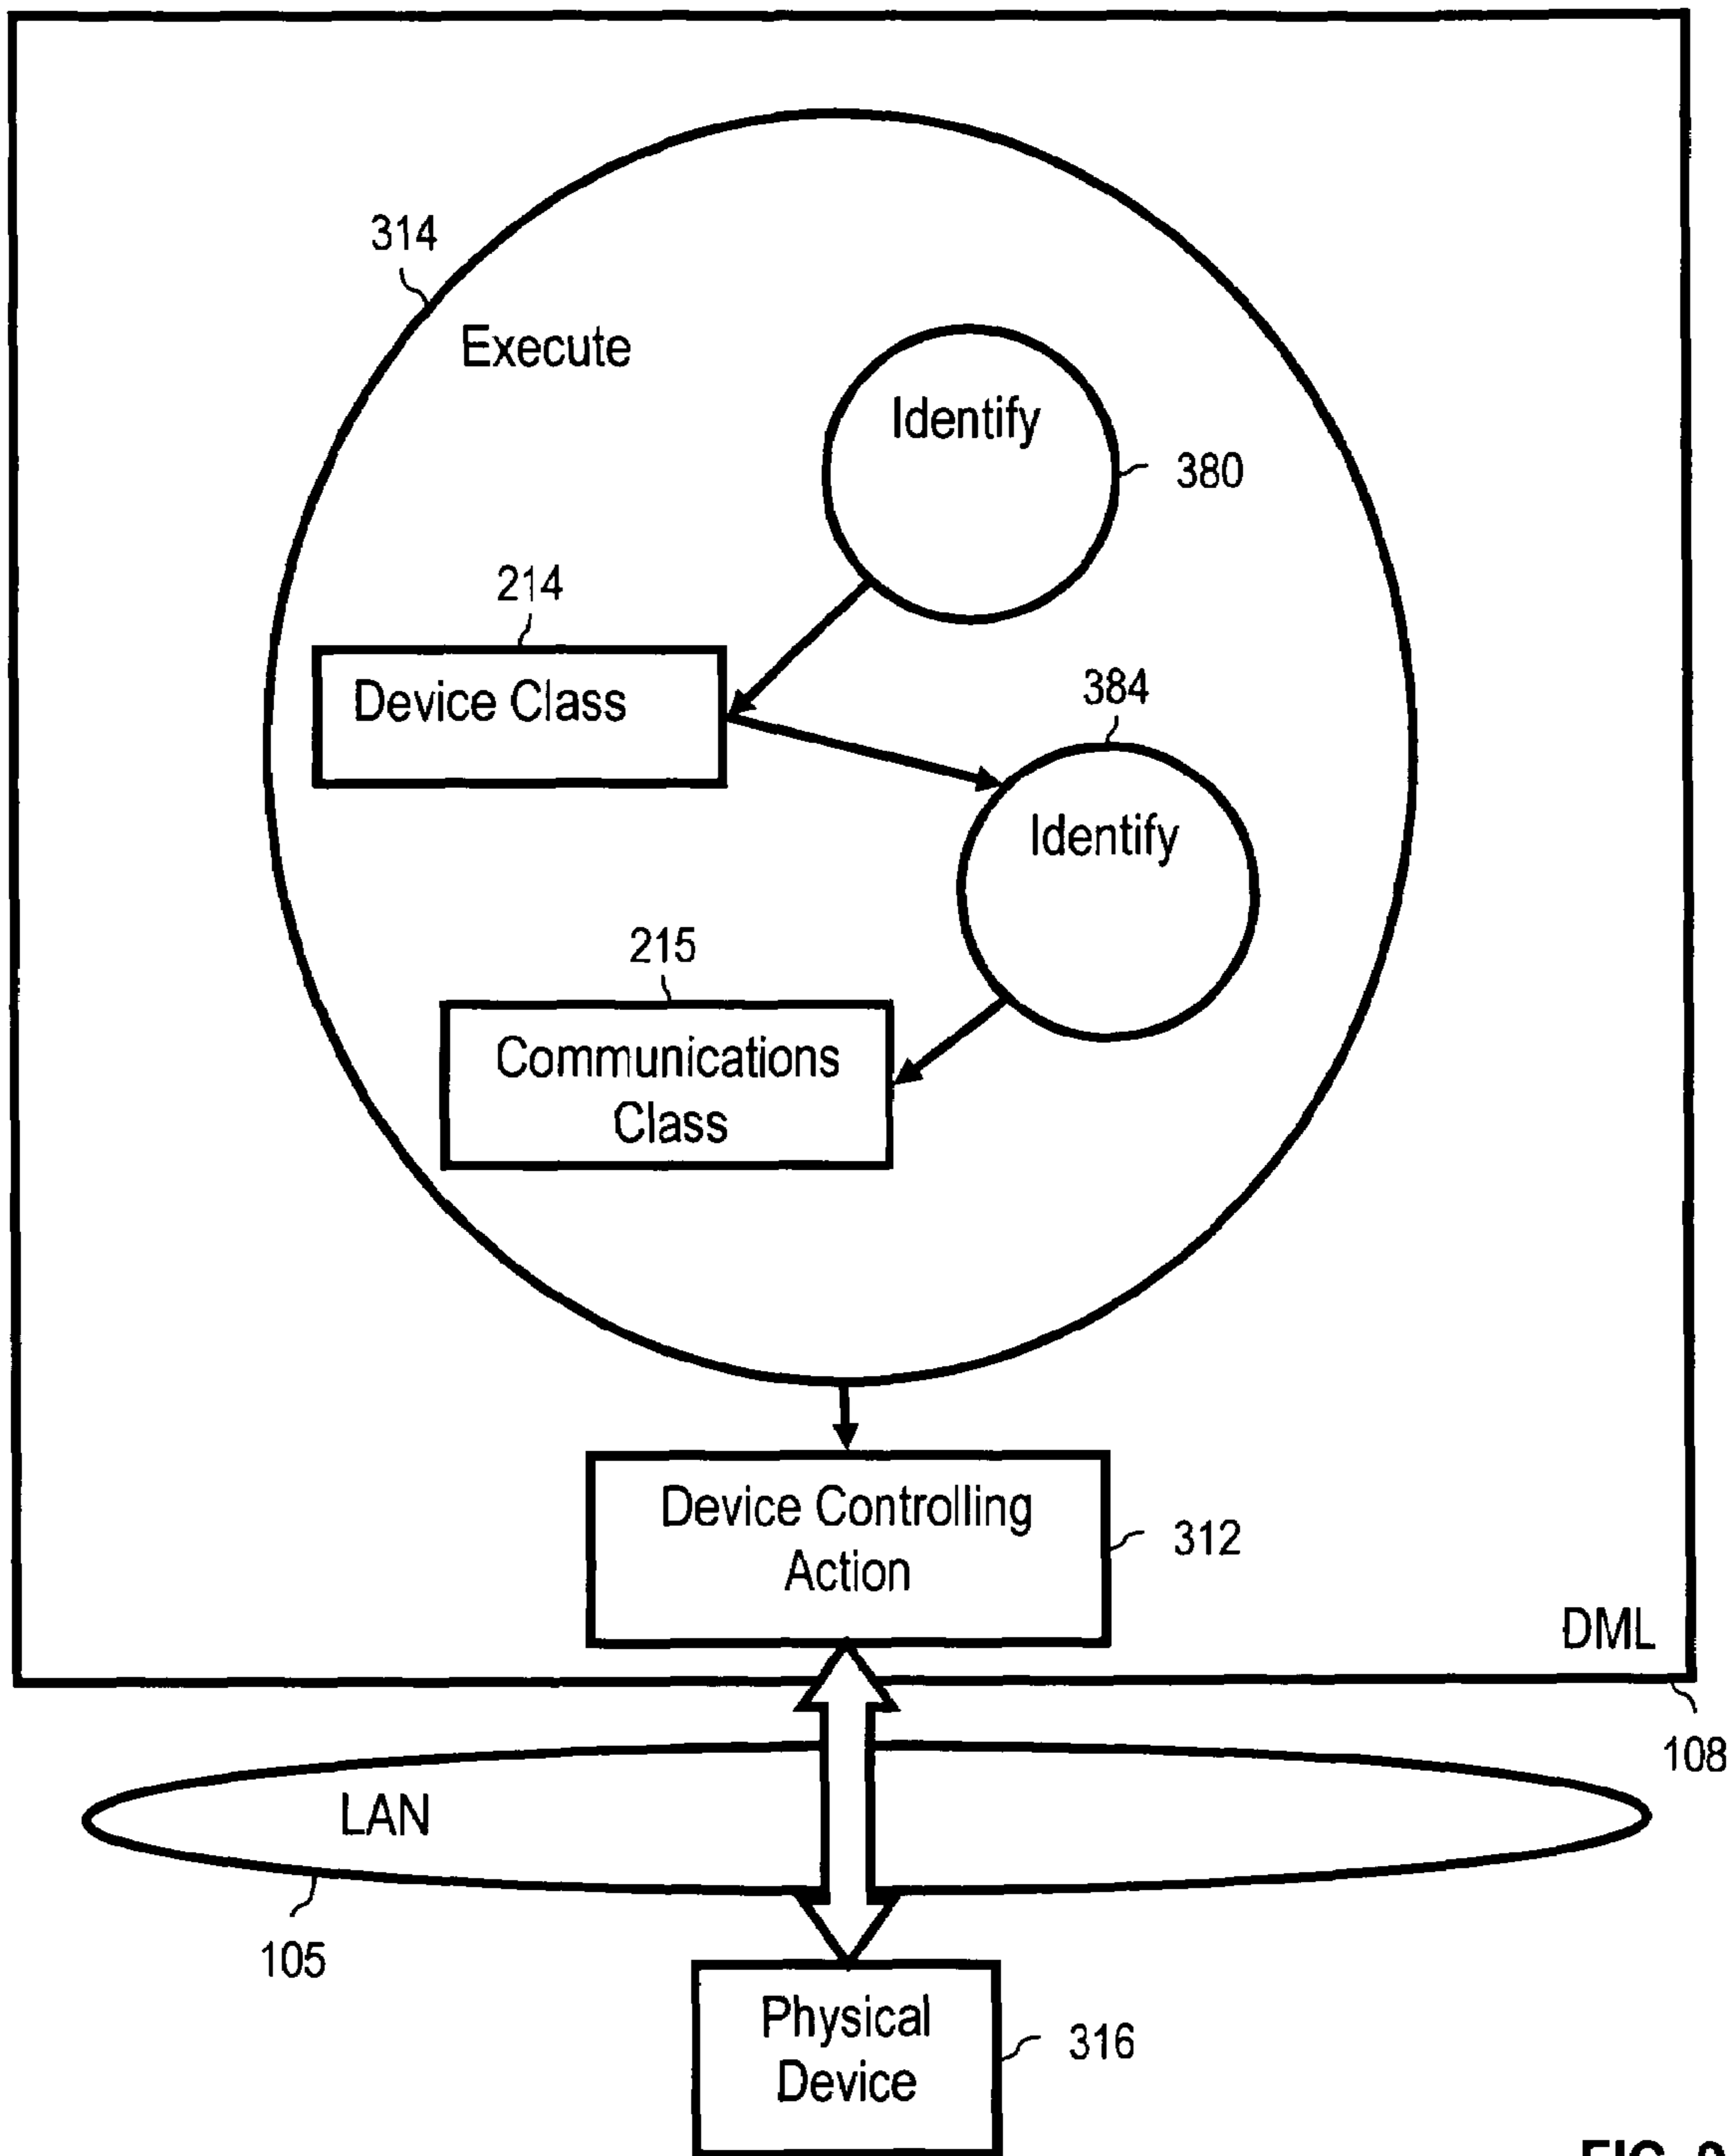 314
Execute
Identify
380
214
Device Class
384
Identify
215
Communications
Class
Device Controlling
Action
312
DML
108
LAN
105
Physical
Device
316